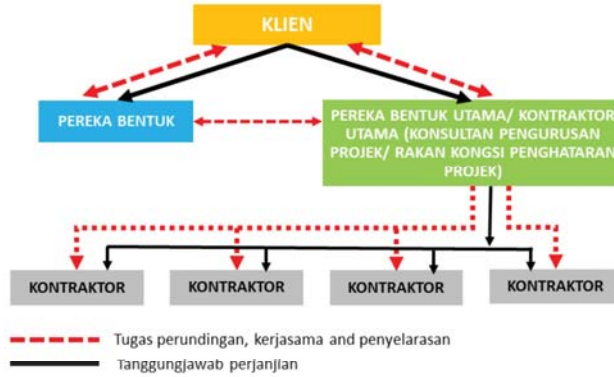 KLIEN
PEREKA BENTUK
PEREKA BENTUK UTAMA/ KONTRAKTOR
UTAMA (KONSULTAN PENGURUSAN
PROJEK/ RAKAN KONGSI PENGHATARAN
PROJEK)
KONTRAKTOR
KONTRAKTOR
KONTRAKTOR
KONTRAKTOR
Tugas perundingan, kerjasama and penyelarasan
Tanggungjawab perjanjian